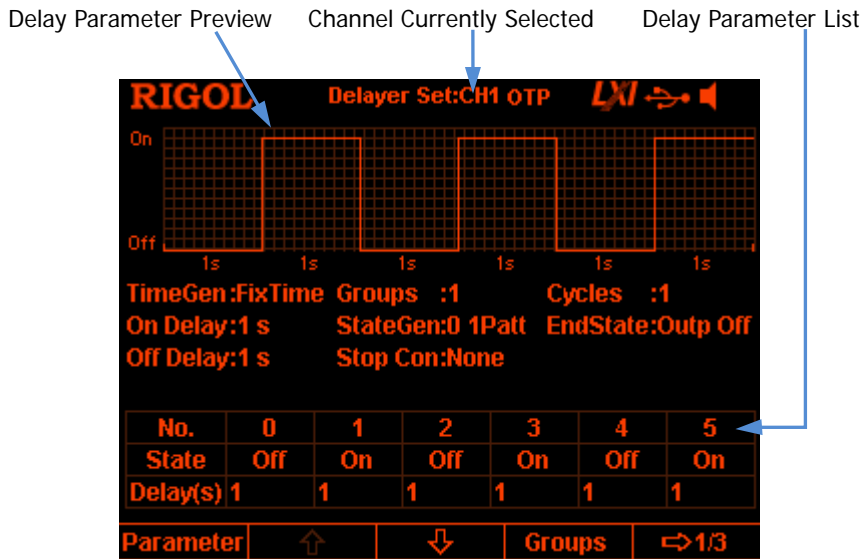 Delay Parameter Preview Channel Currently Selected Delay Parameter List
RIGOL Delayer Set:CH1 OTP LXI
On
Off
1s 1s 1s 1s 1s 1s
TimeGen:FixTime Groups :1 Cycles :1
On Delay:1 s StateGen:0 1Patt EndState:Outp Off
Off Delay:1 s Stop Con:None
No. 0 1 2 3 4 5
State Off On Off On Off On
Delay(s) 1 1 1 1 1 1
Parameter Groups 1/3